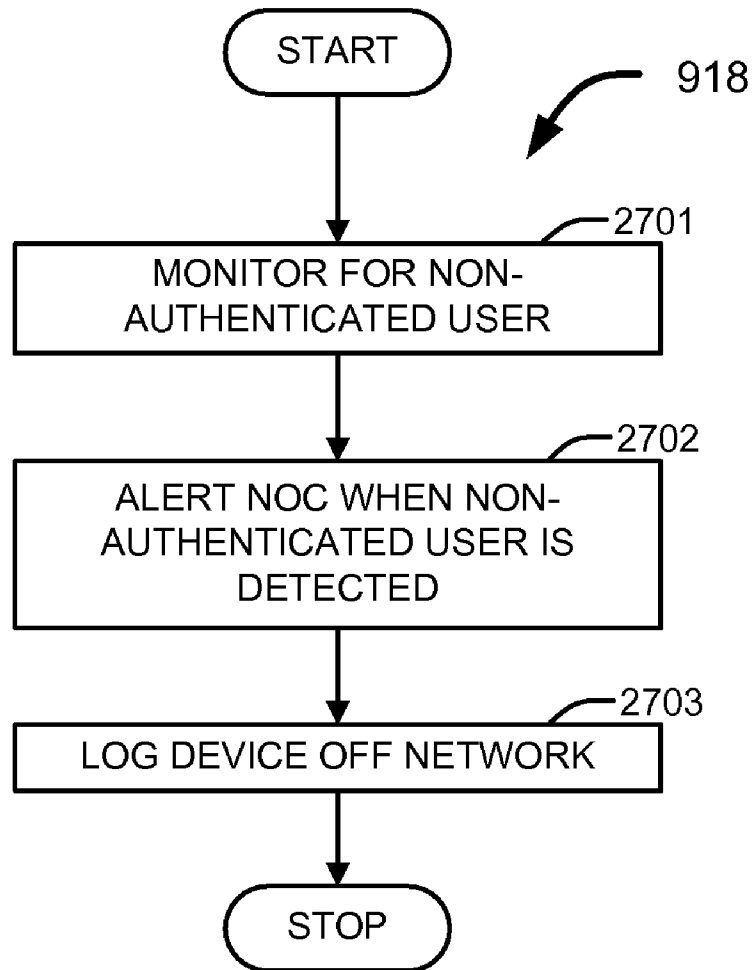 START
918
2701
MONITOR FOR NON-
AUTHENTICATED USER
2702
ALERT NOC WHEN NON-
AUTHENTICATED USER IS
DETECTED
2703
LOG DEVICE OFF NETWORK
STOP